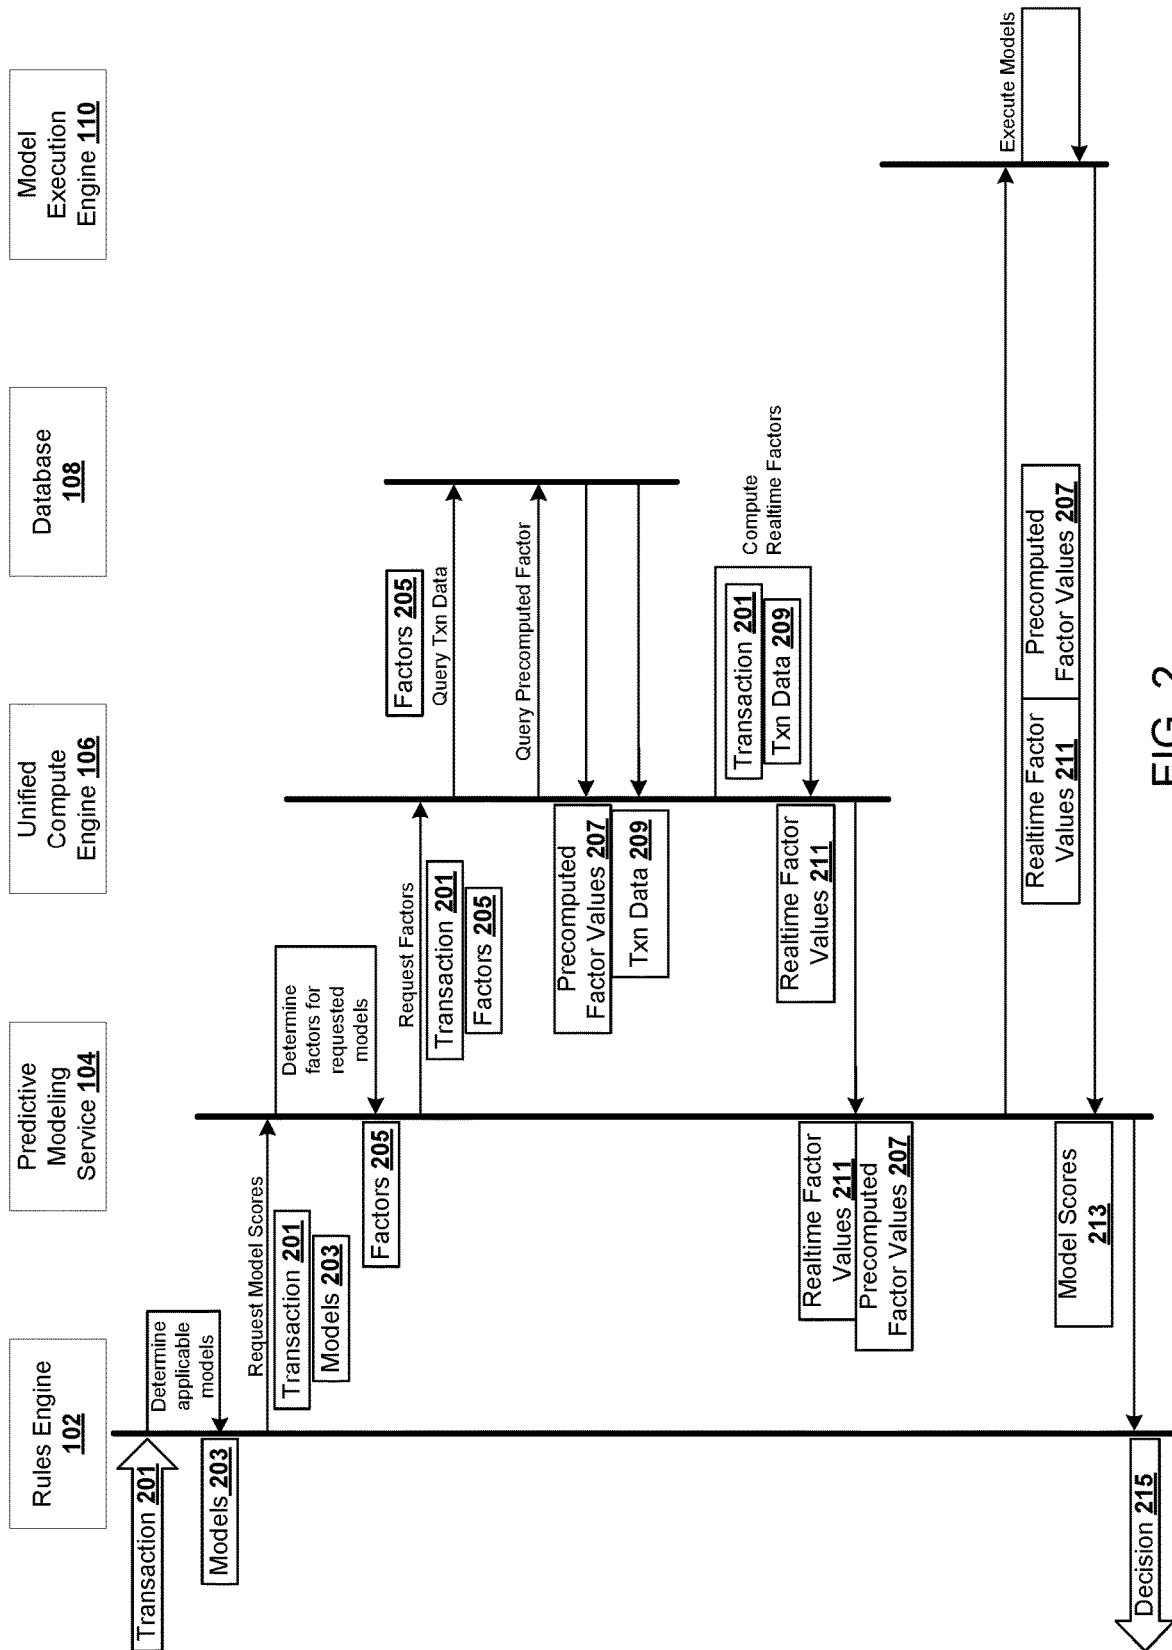 Rules Engine
102
Predictive
Modeling
Service 104
Unified
Compute
Engine 106
Database
108
Model
Execution
Engine 110
Transaction 201
Determine
applicable
models
Models 203
Request Model Scores
Transaction 201
Models 203
Determine
factors for
requested
models
Factors 205
Request Factors
Transaction 201
Factors 205
Factors 205
Query Txn Data
Query Precomputed Factor
Precomputed
Factor Values 207
Txn Data 209
Compute
Realtime Factors
Transaction 201
Txn Data 209
Realtime Factor
Values 211
Realtime Factor
Values 211
Precomputed
Factor Values 207
Execute Models
Realtime Factor
Values 211
Precomputed
Factor Values 207
Model Scores
213
Decision 215
FIG. 2